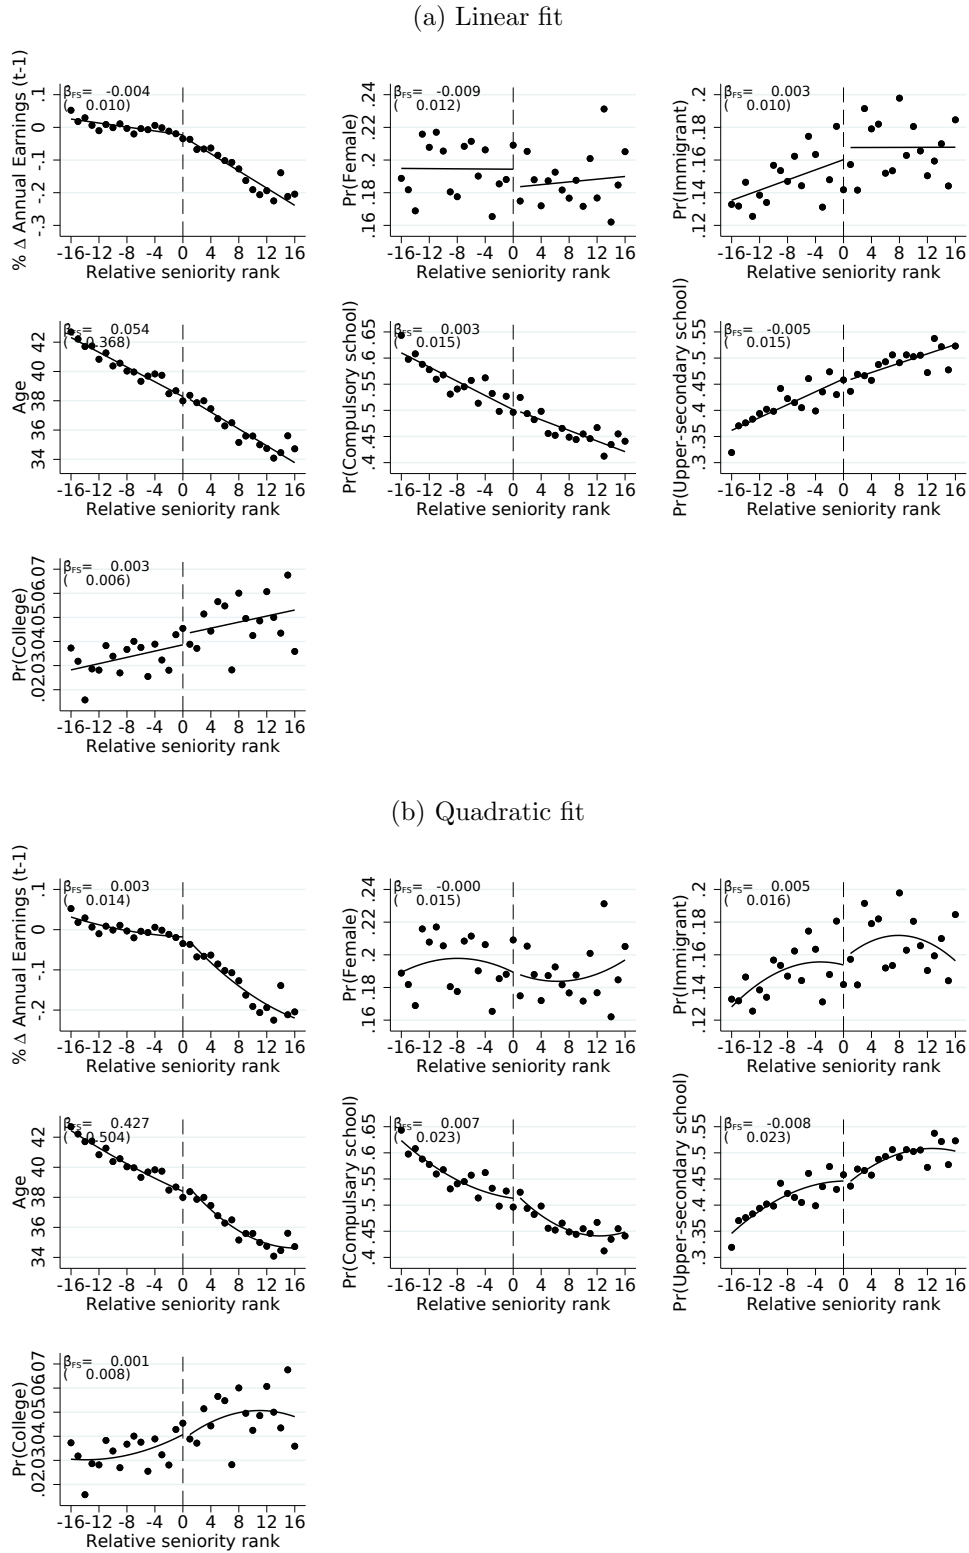 (a) Linear fit
% Δ Annual Earnings (t-1)
.1
0
-.1
-.2
-.3
βFS= -0.004
( 0.010)
-16 -12 -8 -4 0 4 8 12 16
Relative seniority rank
Pr(Female)
.24
.22
.2
.18
.16
βFS= -0.009
( 0.012)
-16 -12 -8 -4 0 4 8 12 16
Relative seniority rank
Pr(Immigrant)
.2
.18
.16
.14
.12
βFS= 0.003
( 0.010)
-16 -12 -8 -4 0 4 8 12 16
Relative seniority rank
Age
42
40
38
36
34
βFS= 0.054
( 0.368)
-16 -12 -8 -4 0 4 8 12 16
Relative seniority rank
Pr(Compulsory school)
.65
.6
.55
.5
.45
.4
βFS= 0.003
( 0.015)
-16 -12 -8 -4 0 4 8 12 16
Relative seniority rank
Pr(Upper-secondary school)
.55
.5
.45
.4
.35
.3
βFS= -0.005
( 0.015)
-16 -12 -8 -4 0 4 8 12 16
Relative seniority rank
Pr(College)
.07
.06
.05
.04
.03
.02
βFS= 0.003
( 0.006)
-16 -12 -8 -4 0 4 8 12 16
Relative seniority rank
(b) Quadratic fit
% Δ Annual Earnings (t-1)
.1
0
-.1
-.2
βFS= 0.003
( 0.014)
-16 -12 -8 -4 0 4 8 12 16
Relative seniority rank
Pr(Female)
.24
.22
.2
.18
.16
βFS= -0.000
( 0.015)
-16 -12 -8 -4 0 4 8 12 16
Relative seniority rank
Pr(Immigrant)
.2
.18
.16
.14
.12
βFS= 0.005
( 0.016)
-16 -12 -8 -4 0 4 8 12 16
Relative seniority rank
Age
42
40
38
36
34
βFS= 0.427
( 0.504)
-16 -12 -8 -4 0 4 8 12 16
Relative seniority rank
Pr(Compulsary school)
.65
.6
.55
.5
.45
.4
βFS= 0.007
( 0.023)
-16 -12 -8 -4 0 4 8 12 16
Relative seniority rank
Pr(Upper-secondary school)
.55
.5
.45
.4
.35
.3
βFS= -0.008
( 0.023)
-16 -12 -8 -4 0 4 8 12 16
Relative seniority rank
Pr(College)
.07
.06
.05
.04
.03
.02
βFS= 0.001
( 0.008)
-16 -12 -8 -4 0 4 8 12 16
Relative seniority rank